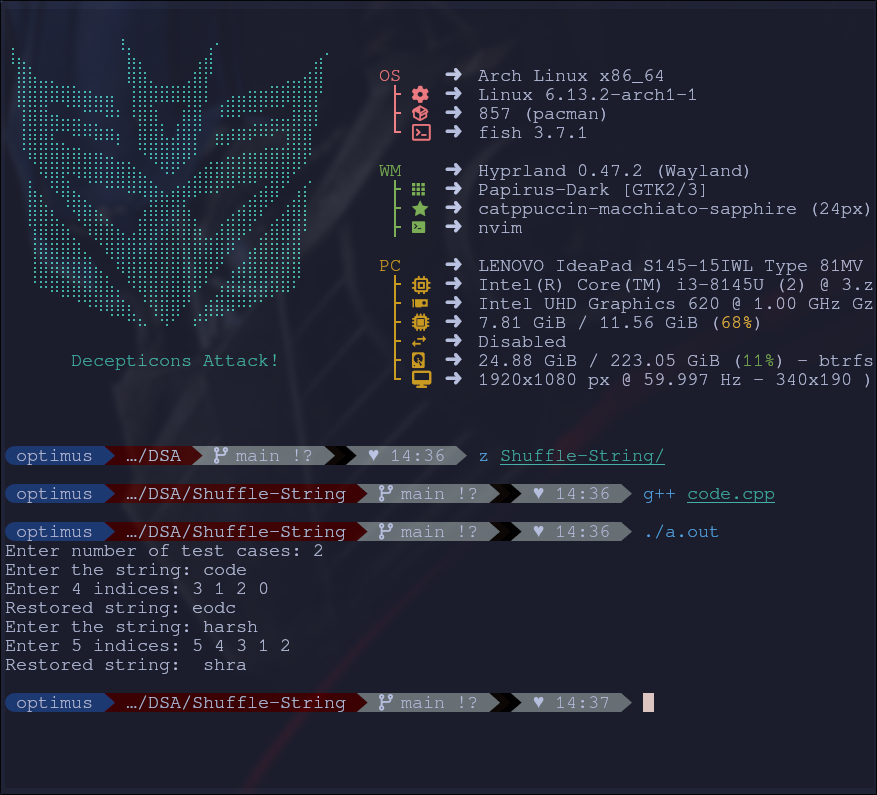 OS ➜ Arch Linux x86_64
➜ Linux 6.13.2-arch1-1
➜ 857 (pacman)
➜ fish 3.7.1
WM ➜ Hyprland 0.47.2 (Wayland)
➜ Papirus-Dark [GTK2/3]
➜ catppuccin-macchiato-sapphire (24px)
➜ nvim
PC ➜ LENOVO IdeaPad S145-15IWL Type 81MV
➜ Intel(R) Core(TM) i3-8145U (2) @ 3.z
➜ Intel UHD Graphics 620 @ 1.00 GHz Gz
➜ 7.81 GiB / 11.56 GiB (68%)
➜ Disabled
➜ 24.88 GiB / 223.05 GiB (11%) - btrfs
➜ 1920x1080 px @ 59.997 Hz - 340x190 )
Decepticons Attack!
optimus …/DSA main !? ♥ 14:36 z Shuffle-String/
optimus …/DSA/Shuffle-String main !? ♥ 14:36 g++ code.cpp
optimus …/DSA/Shuffle-String main !? ♥ 14:36 ./a.out
Enter number of test cases: 2
Enter the string: code
Enter 4 indices: 3 1 2 0
Restored string: eodc
Enter the string: harsh
Enter 5 indices: 5 4 3 1 2
Restored string:  shra
optimus …/DSA/Shuffle-String main !? ♥ 14:37